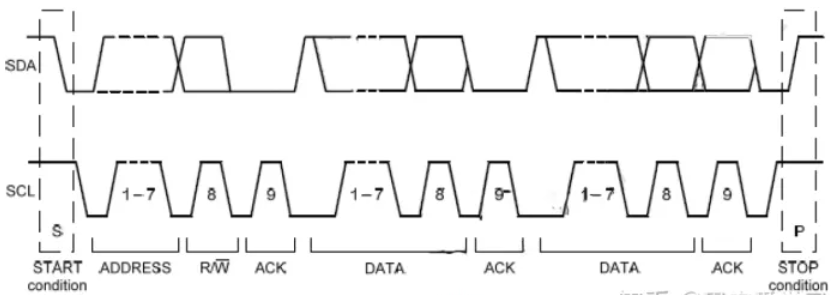 SDA
SCL
1-7 8 9 1-7 8 9 1-7 8 9
S P
START ADDRESS R/W ACK DATA ACK DATA ACK STOP
condition condition